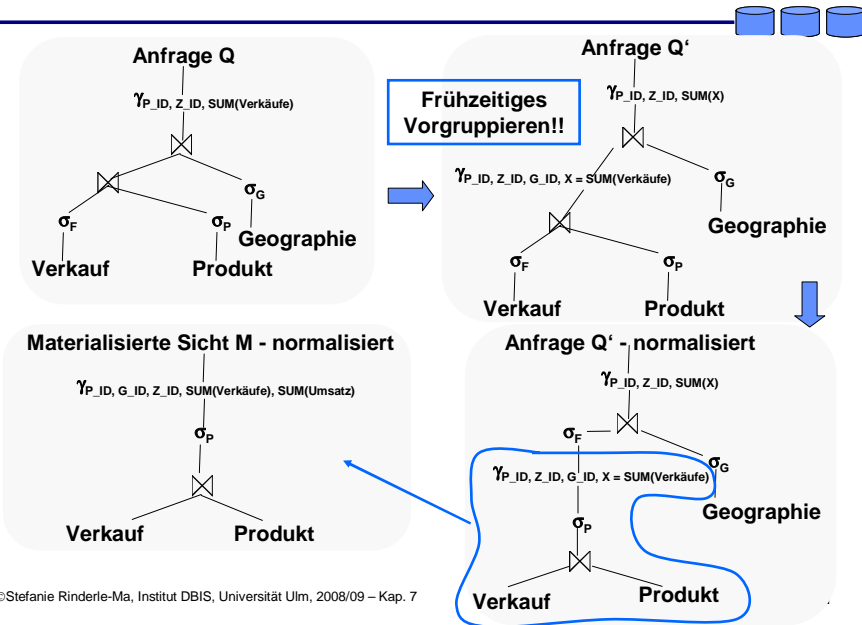 Anfrage Q
γP_ID, Z_ID, SUM(Verkäufe)
σF
σP
σG
Geographie
Verkauf
Produkt
Frühzeitiges
Vorgruppieren!!
Anfrage Q‘
γP_ID, Z_ID, SUM(X)
γP_ID, Z_ID, G_ID, X = SUM(Verkäufe)
σG
Geographie
σF
σP
Verkauf
Produkt
Materialisierte Sicht M - normalisiert
γP_ID, G_ID, Z_ID, SUM(Verkäufe), SUM(Umsatz)
σP
Verkauf
Produkt
Anfrage Q‘ - normalisiert
γP_ID, Z_ID, SUM(X)
σF
σG
γP_ID, Z_ID, G_ID, X = SUM(Verkäufe)
Geographie
σP
Verkauf
Produkt
©Stefanie Rinderle-Ma, Institut DBIS, Universität Ulm, 2008/09 – Kap. 7